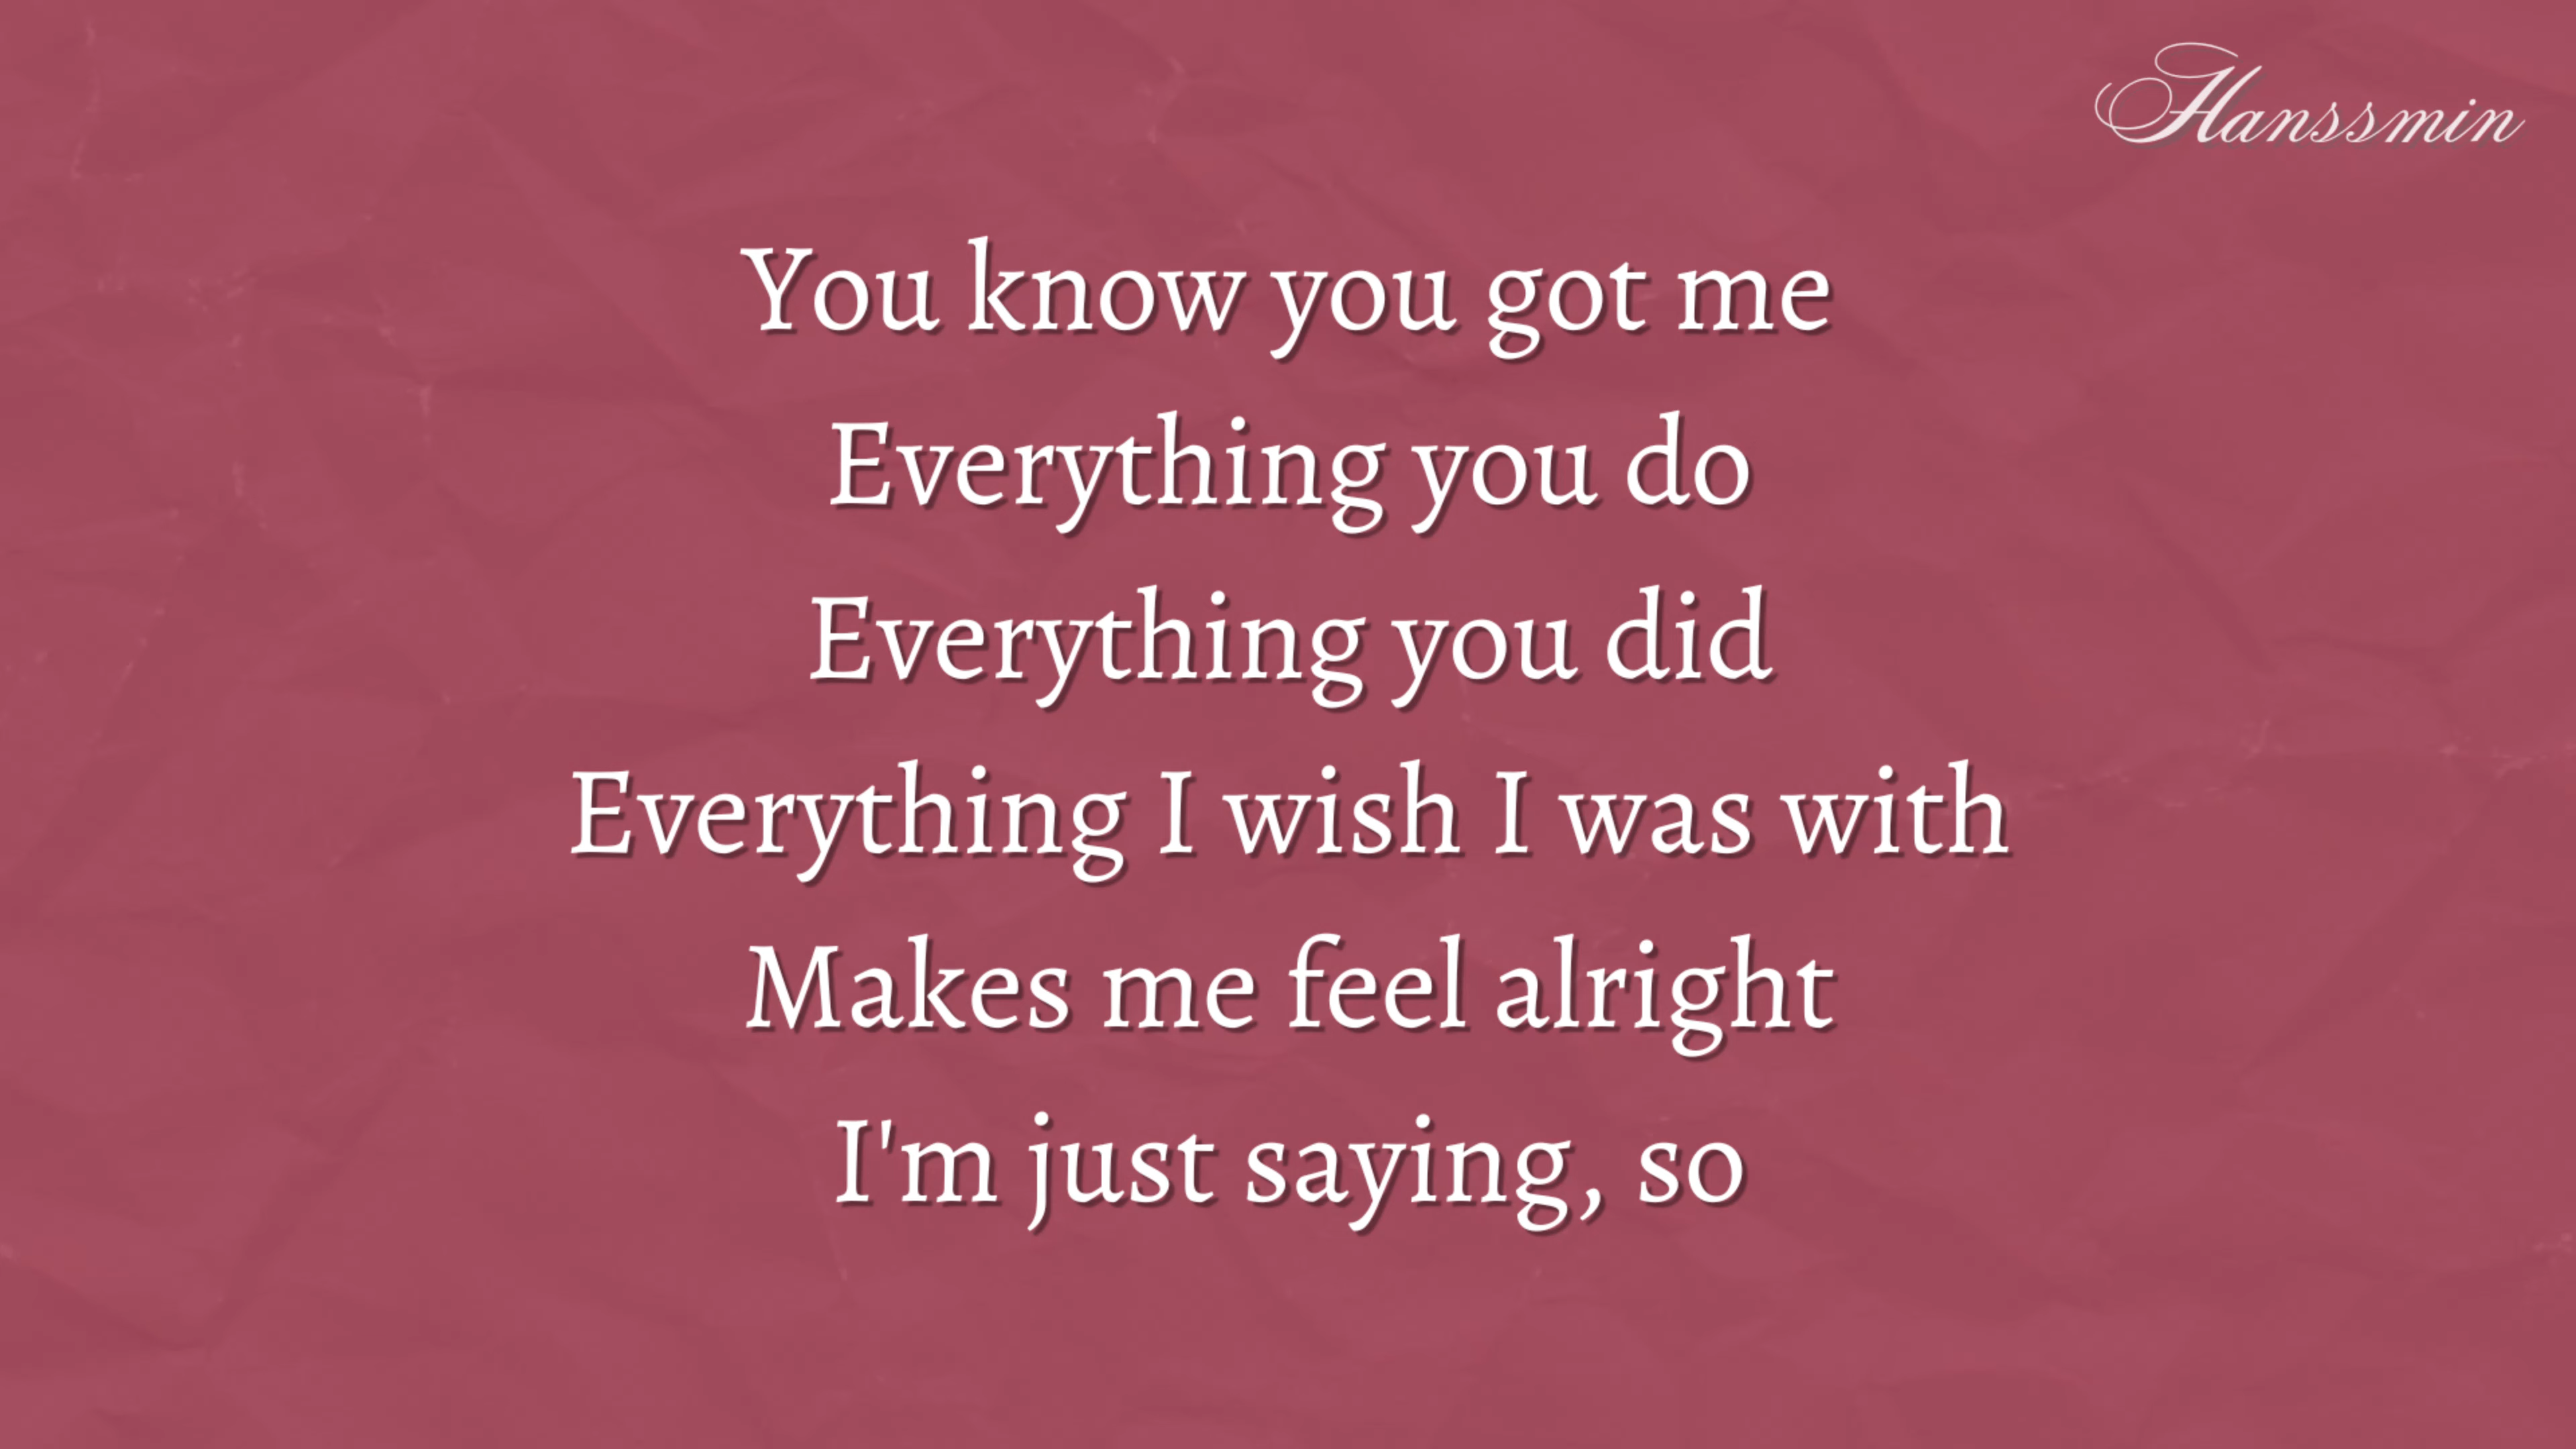 Hanssmin
You know you got me
Everything you do
Everything you did
Everything I wish I was with
Makes me feel alright
I'm just saying, so